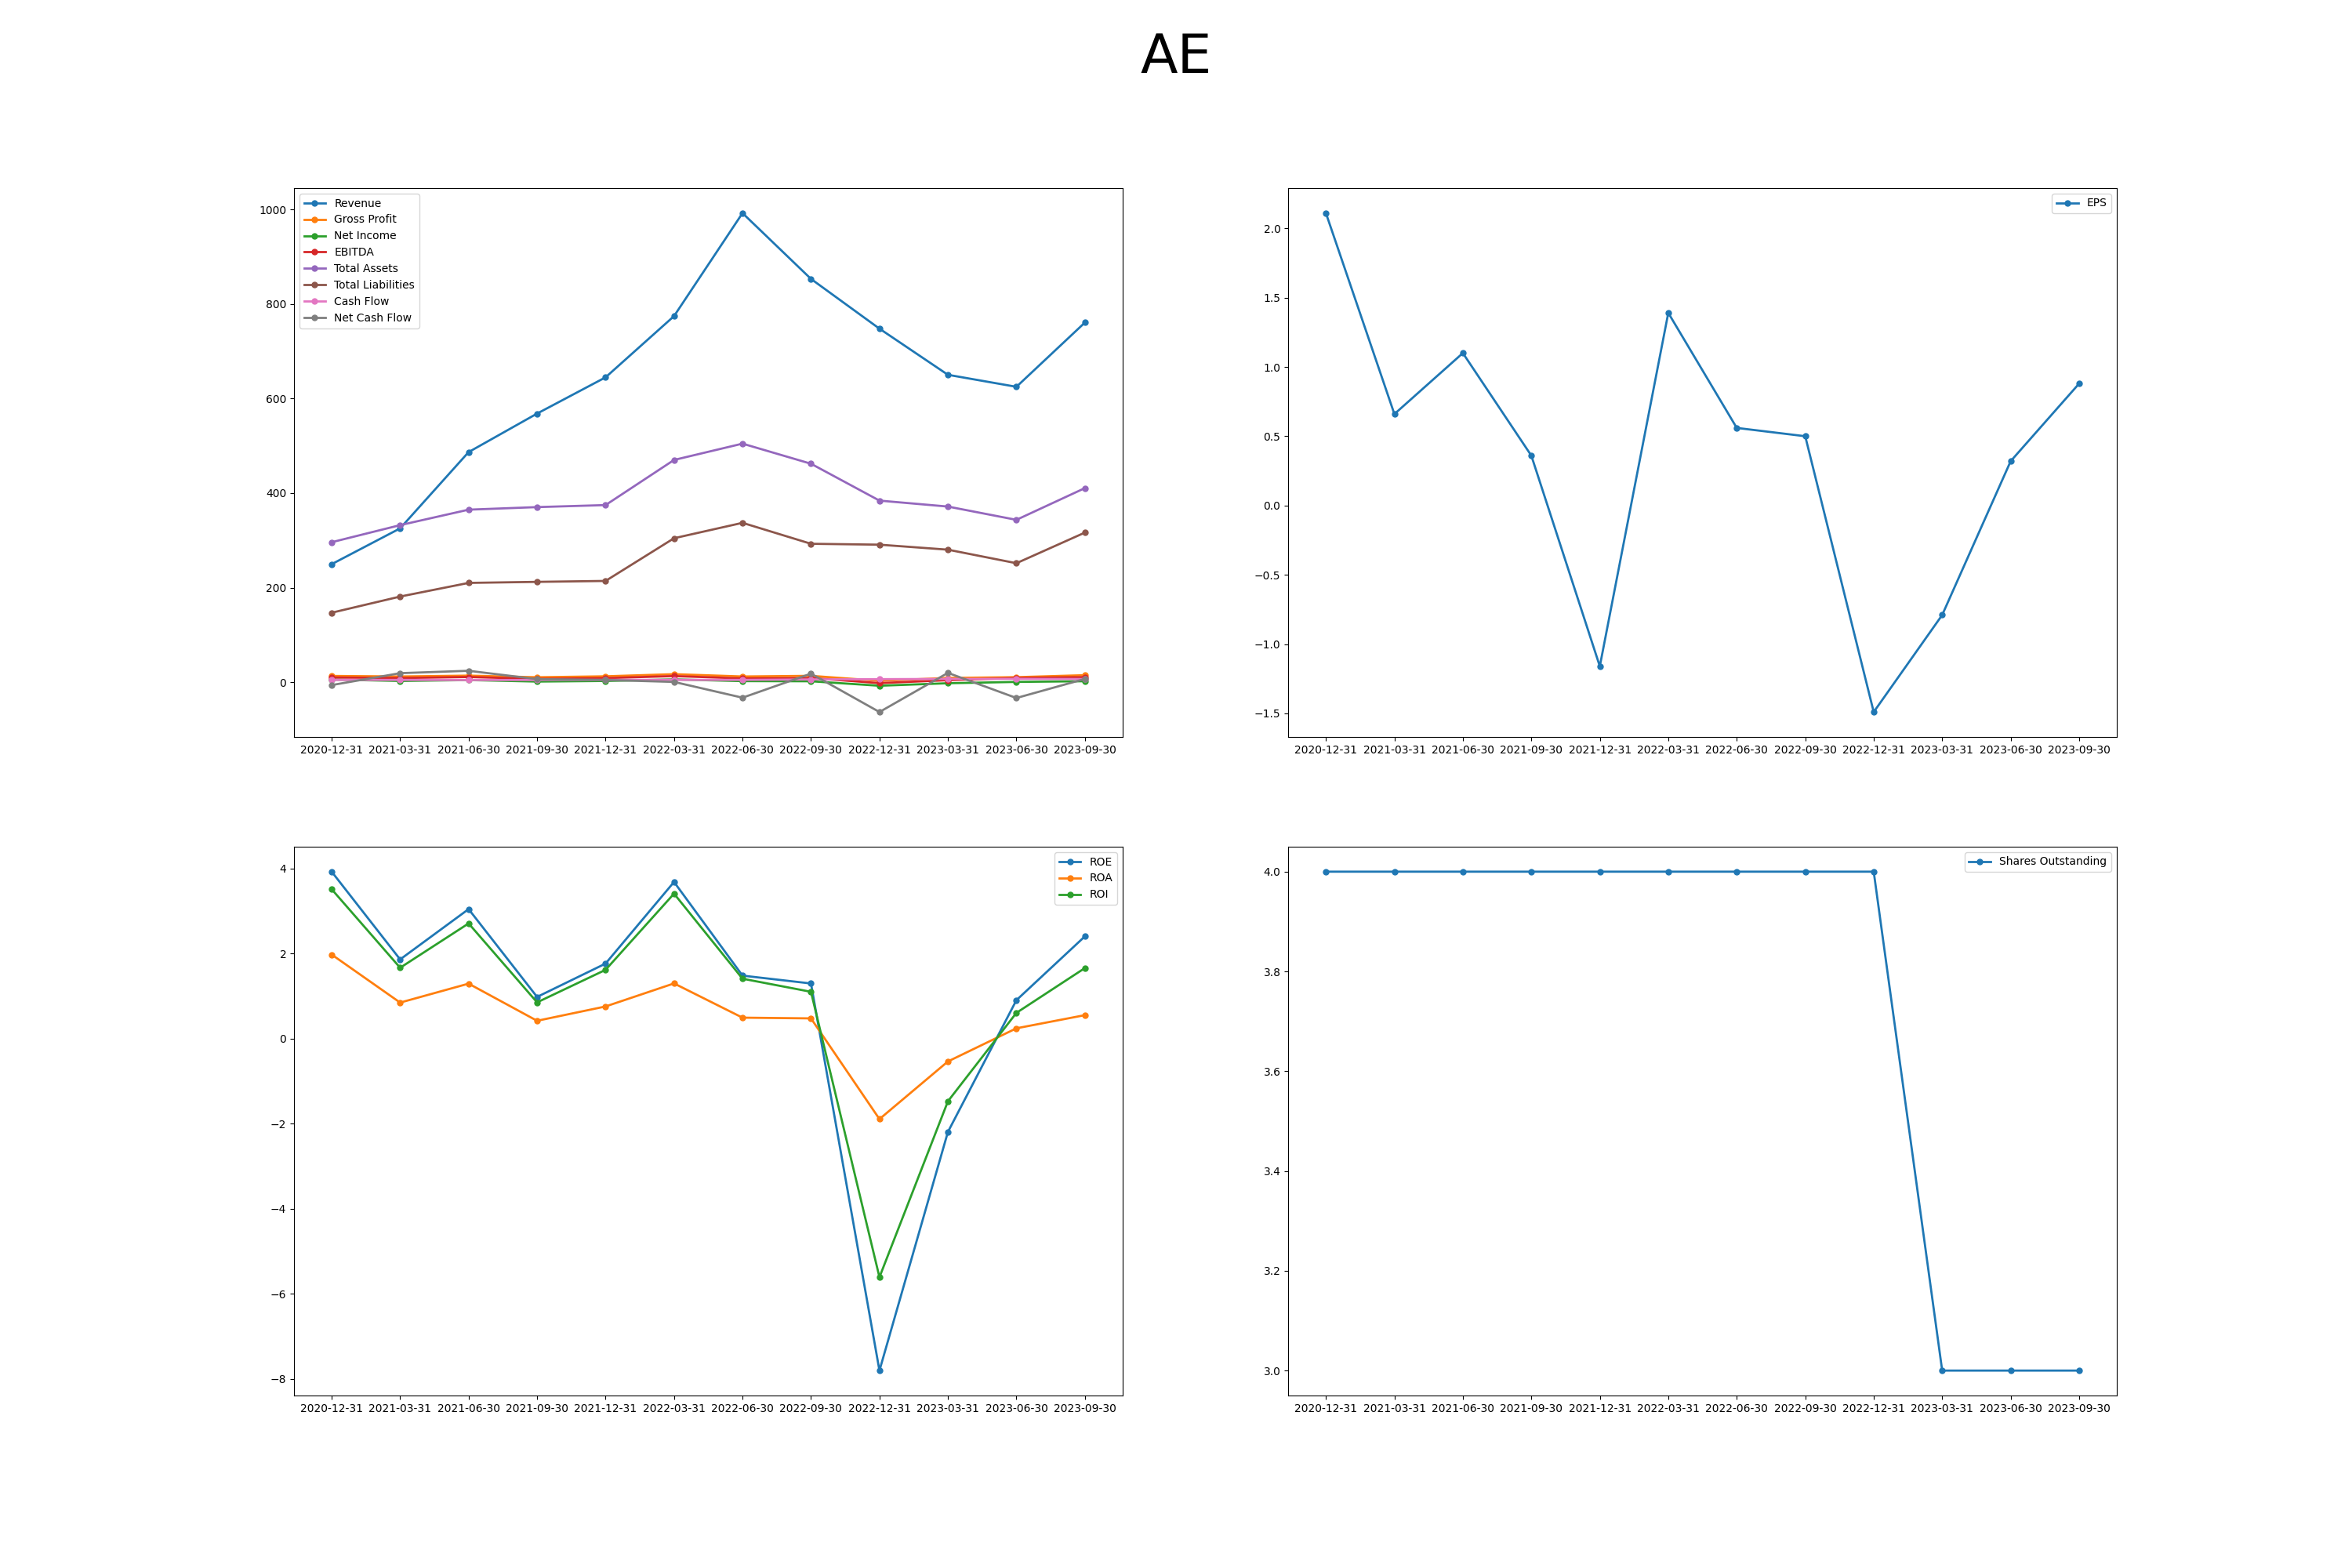 AE
1000
800
600
400
200
0
Revenue
Gross Profit
Net Income
EBITDA
Total Assets
Total Liabilities
Cash Flow
Net Cash Flow
2020-12-31 2021-03-31 2021-06-30 2021-09-30 2021-12-31 2022-03-31 2022-06-30 2022-09-30 2022-12-31 2023-03-31 2023-06-30 2023-09-30
2.0
1.5
1.0
0.5
0.0
−0.5
−1.0
−1.5
EPS
2020-12-31 2021-03-31 2021-06-30 2021-09-30 2021-12-31 2022-03-31 2022-06-30 2022-09-30 2022-12-31 2023-03-31 2023-06-30 2023-09-30
4
2
0
−2
−4
−6
−8
ROE
ROA
ROI
2020-12-31 2021-03-31 2021-06-30 2021-09-30 2021-12-31 2022-03-31 2022-06-30 2022-09-30 2022-12-31 2023-03-31 2023-06-30 2023-09-30
4.0
3.8
3.6
3.4
3.2
3.0
Shares Outstanding
2020-12-31 2021-03-31 2021-06-30 2021-09-30 2021-12-31 2022-03-31 2022-06-30 2022-09-30 2022-12-31 2023-03-31 2023-06-30 2023-09-30